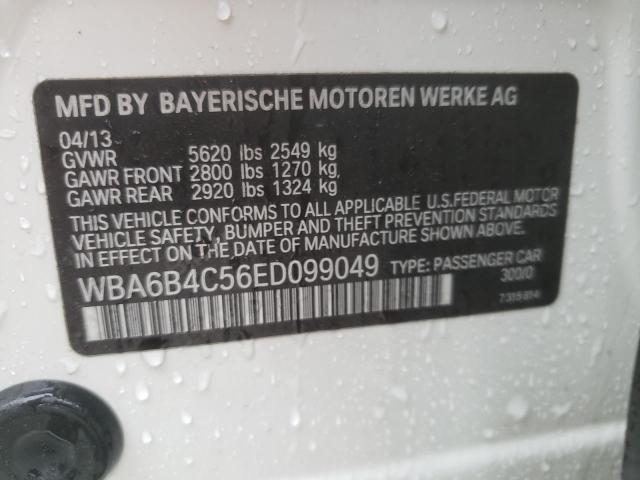 MFD BY BAYERISCHE MOTOREN WERKE AG
04/13
GVWR 5620 lbs 2549 kg
GAWR FRONT 2800 lbs 1270 kg
GAWR REAR 2920 lbs 1324 kg
THIS VEHICLE CONFORMS TO ALL APPLICABLE U.S.FEDERAL MOTOR
VEHICLE SAFETY, BUMPER AND THEFT PREVENTION STANDARDS
IN EFFECT ON THE DATE OF MANUFACTURE SHOWN ABOVE.
WBA6B4C56ED099049 TYPE: PASSENGER CAR
300/0
7315814